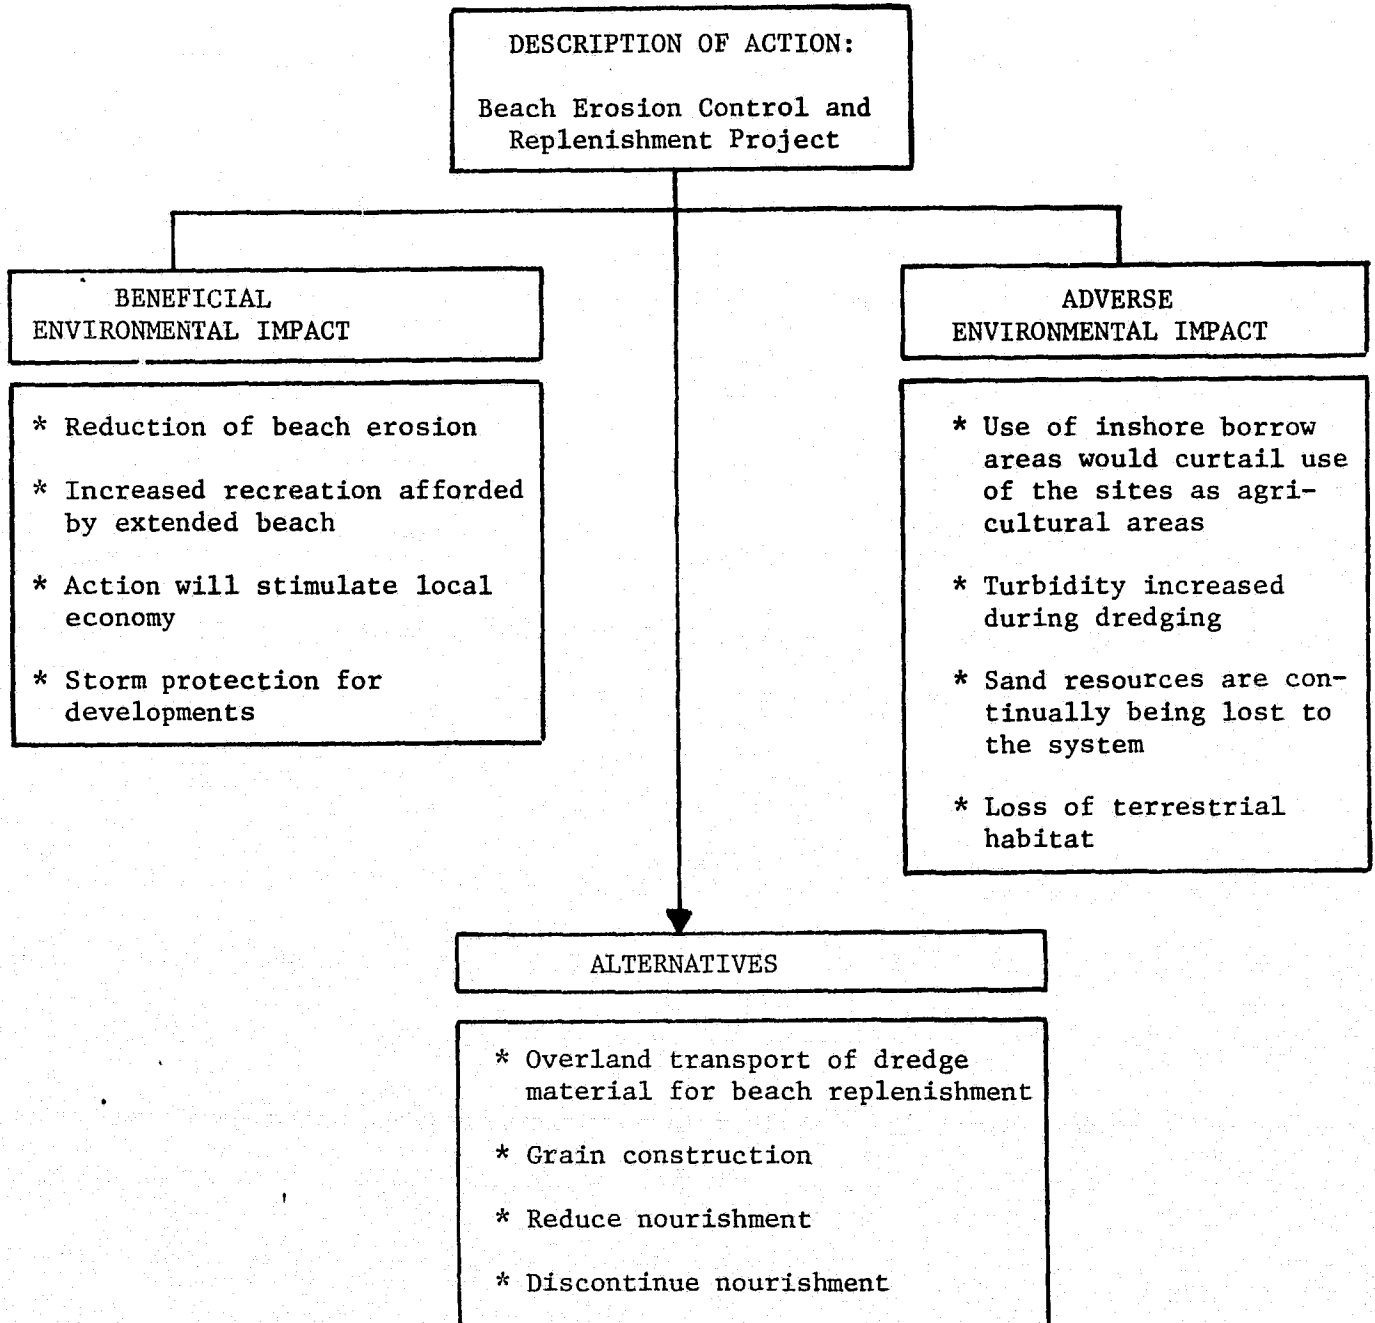 DESCRIPTION OF ACTION:
Beach Erosion Control and
Replenishment Project
BENEFICIAL
ENVIRONMENTAL IMPACT
* Reduction of beach erosion
* Increased recreation afforded
by extended beach
* Action will stimulate local
economy
* Storm protection for
developments
ADVERSE
ENVIRONMENTAL IMPACT
* Use of inshore borrow
areas would curtail use
of the sites as agri-
cultural areas
* Turbidity increased
during dredging
* Sand resources are con-
tinually being lost to
the system
* Loss of terrestrial
habitat
ALTERNATIVES
* Overland transport of dredge
material for beach replenishment
* Grain construction
* Reduce nourishment
* Discontinue nourishment